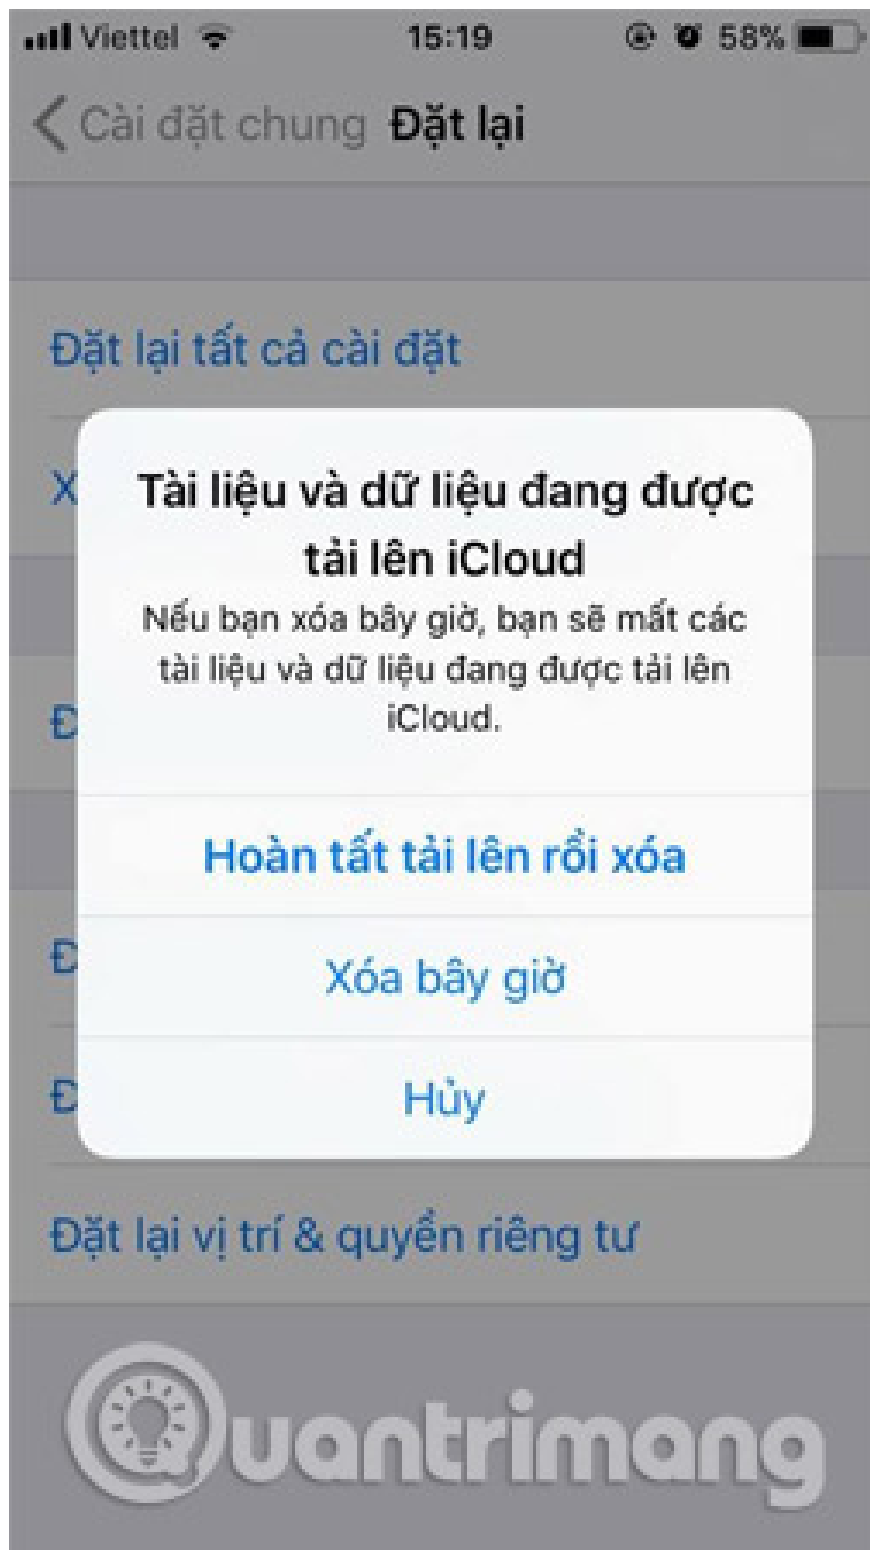 Viettel 15:19 58%
Cài đặt chung Đặt lại
Đặt lại tất cả cài đặt
X
Tài liệu và dữ liệu đang được
tải lên iCloud
Nếu bạn xóa bây giờ, bạn sẽ mất các
tài liệu và dữ liệu đang được tải lên
iCloud.
Đ
Hoàn tất tải lên rồi xóa
Đ
Xóa bây giờ
Đ
Hủy
Đặt lại vị trí & quyền riêng tư
Quantrimang